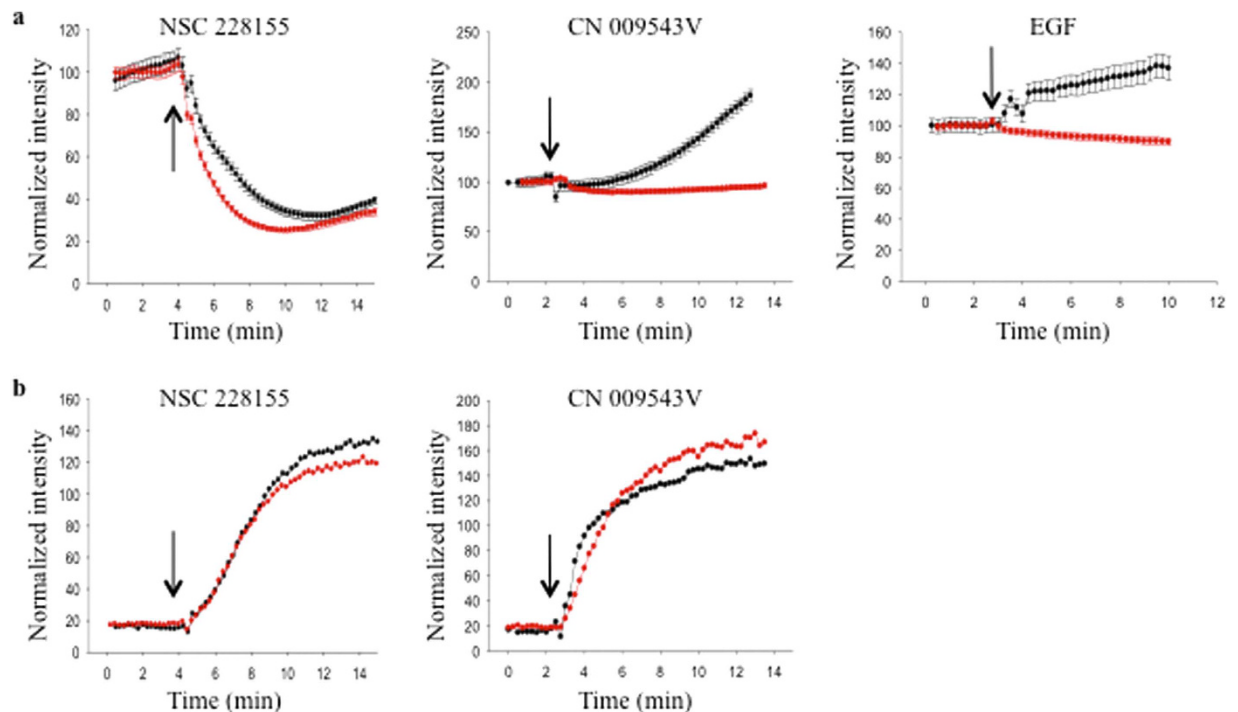 a
NSC 228155
CN 009543V
EGF
Normalized intensity
120
100
80
60
40
20
0
0 2 4 6 8 10 12 14
Time (min)
Normalized intensity
250
200
150
100
50
0
0 2 4 6 8 10 12 14
Time (min)
Normalized intensity
160
140
120
100
80
60
40
20
0
0 2 4 6 8 10 12
Time (min)
b
NSC 228155
CN 009543V
Normalized intensity
160
140
120
100
80
60
40
20
0
0 2 4 6 8 10 12 14
Time (min)
Normalized intensity
200
180
160
140
120
100
80
60
40
20
0
0 2 4 6 8 10 12 14
Time (min)